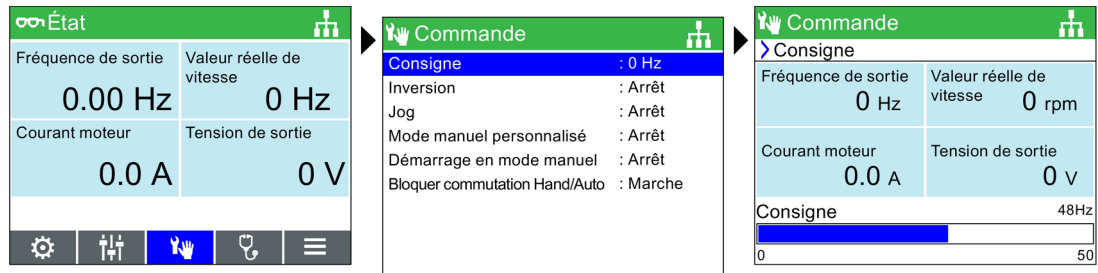 État
Fréquence de sortie
0.00 Hz
Valeur réelle de
vitesse
0 Hz
Courant moteur
0.0 A
Tension de sortie
0 V
Commande
Consigne : 0 Hz
Inversion : Arrêt
Jog : Arrêt
Mode manuel personnalisé : Arrêt
Démarrage en mode manuel : Arrêt
Bloquer commutation Hand/Auto : Marche
Commande
Consigne
Fréquence de sortie
0 Hz
Valeur réelle de
vitesse 0 rpm
Courant moteur
0.0 A
Tension de sortie
0 V
Consigne 48Hz
0 50